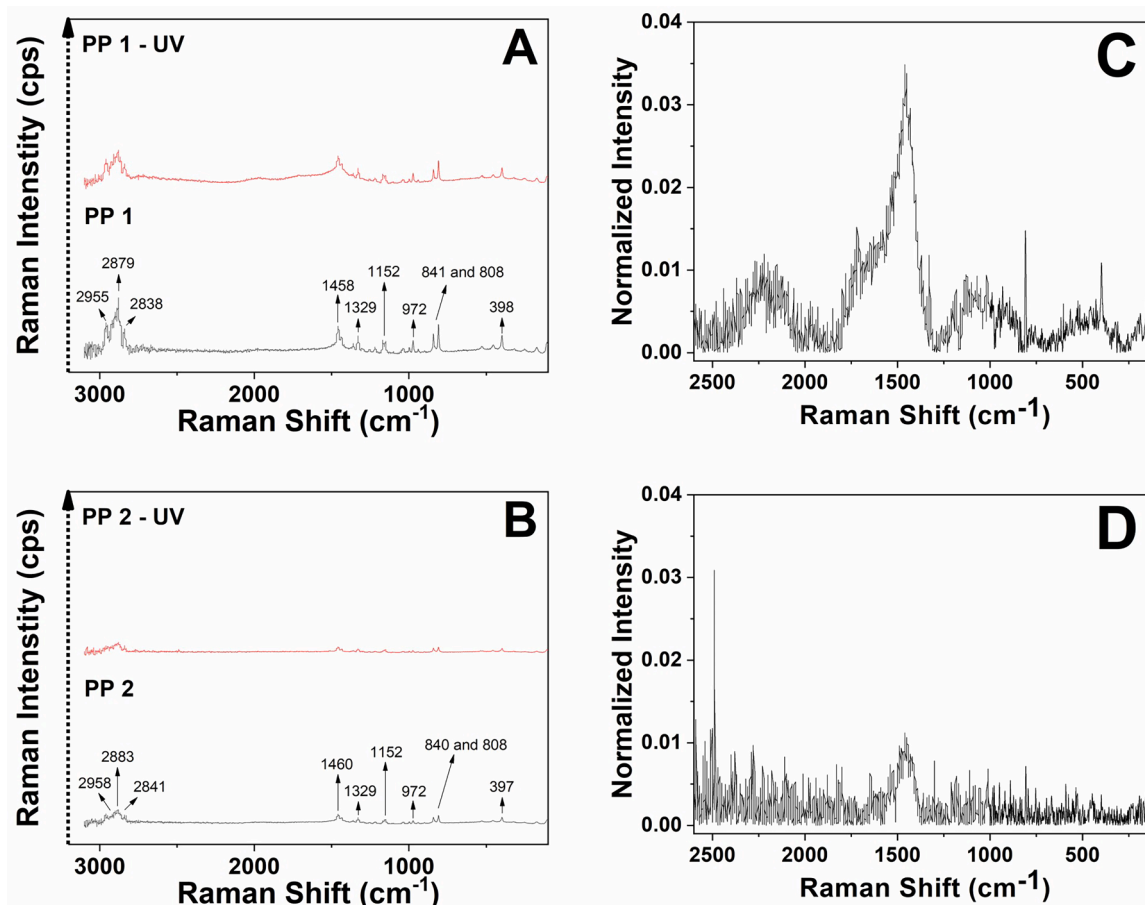 A
PP 1 - UV
PP 1
2955
2879
2838
1458
1329
1152
972
841 and 808
398
Raman Intenstity (cps)
3000
2000
1000
Raman Shift (cm-1)
C
0.04
0.03
0.02
0.01
0.00
Normalized Intensity
2500
2000
1500
1000
500
Raman Shift (cm-1)
B
PP 2 - UV
PP 2
2958
2883
2841
1460
1329
1152
972
840 and 808
397
Raman Intenstity (cps)
3000
2000
1000
Raman Shift (cm-1)
D
0.04
0.03
0.02
0.01
0.00
Normalized Intensity
2500
2000
1500
1000
500
Raman Shift (cm-1)